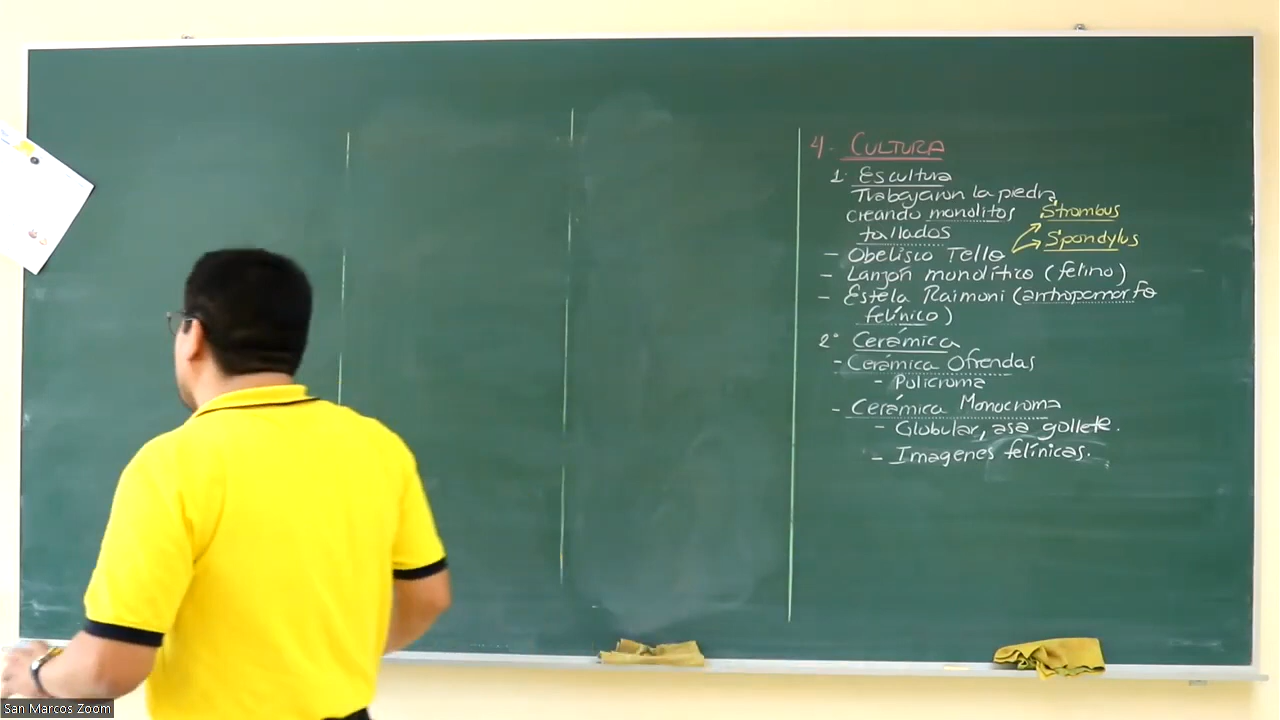 4. CULTURA
1. Escultura
Trabajaron la piedra
creando monolitos
tallados
Strombus
Spondylus
- Obelisco Tello
- Lanzón monolítico (felino)
- Estela Raimoni (antropomorfo
felínico)
2° Cerámica
- Cerámica Ofrendas
- Policroma
- Cerámica Monocroma
- Globular, asa gollete.
- Imagenes felínicas.
San Marcos Zoom